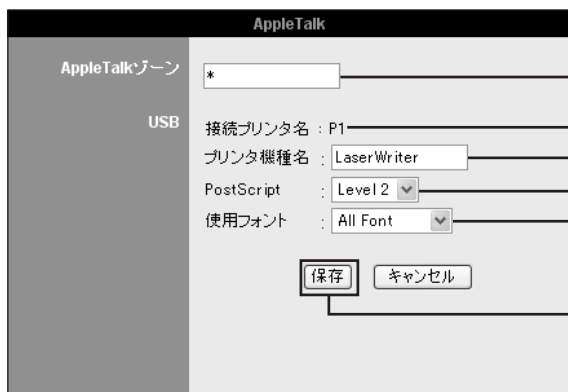 AppleTalk
AppleTalkゾーン
*
USB
接続プリンタ名 : P1
プリンタ機種名 : LaserWriter
PostScript : Level 2
使用フォント : All Font
保存 キャンセル